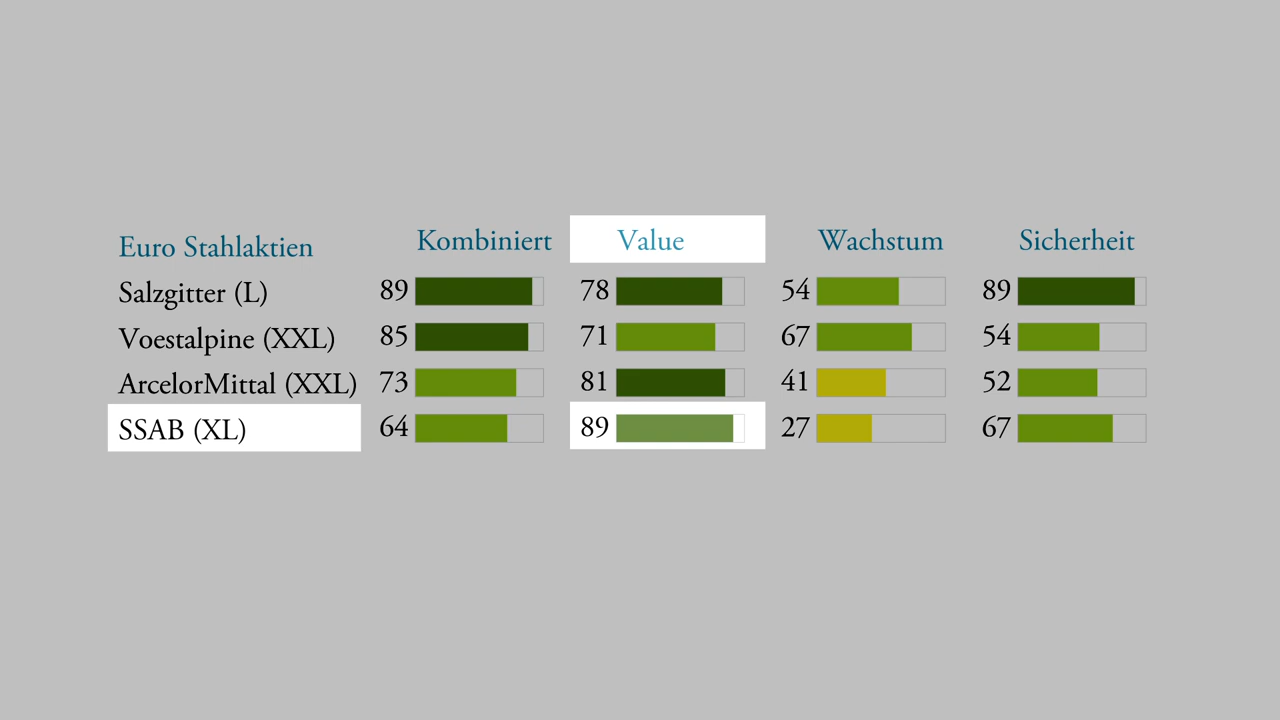 Euro Stahlaktien Kombiniert Value Wachstum Sicherheit
Salzgitter (L) 89 78 54 89
Voestalpine (XXL) 85 71 67 54
ArcelorMittal (XXL) 73 81 41 52
SSAB (XL) 64 89 27 67